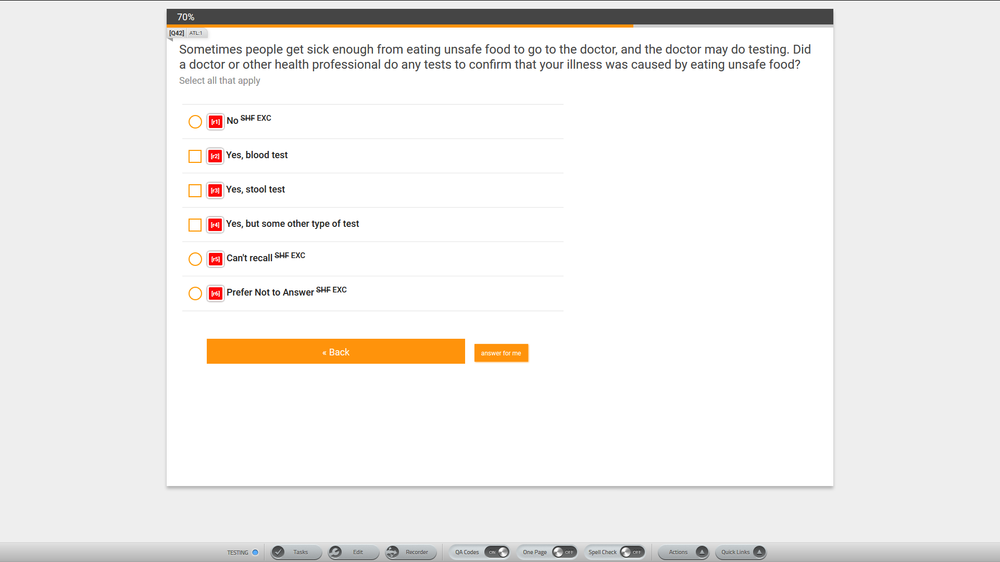 70%
[Q42] ATL:1
Sometimes people get sick enough from eating unsafe food to go to the doctor, and the doctor may do testing. Did
a doctor or other health professional do any tests to confirm that your illness was caused by eating unsafe food?
Select all that apply
[r1] No SHF EXC
[r2] Yes, blood test
[r3] Yes, stool test
[r4] Yes, but some other type of test
[r5] Can't recall SHF EXC
[r6] Prefer Not to Answer SHF EXC
« Back answer for me
TESTING Tasks Edit Recorder QA Codes ON One Page OFF Spell Check OFF Actions Quick Links